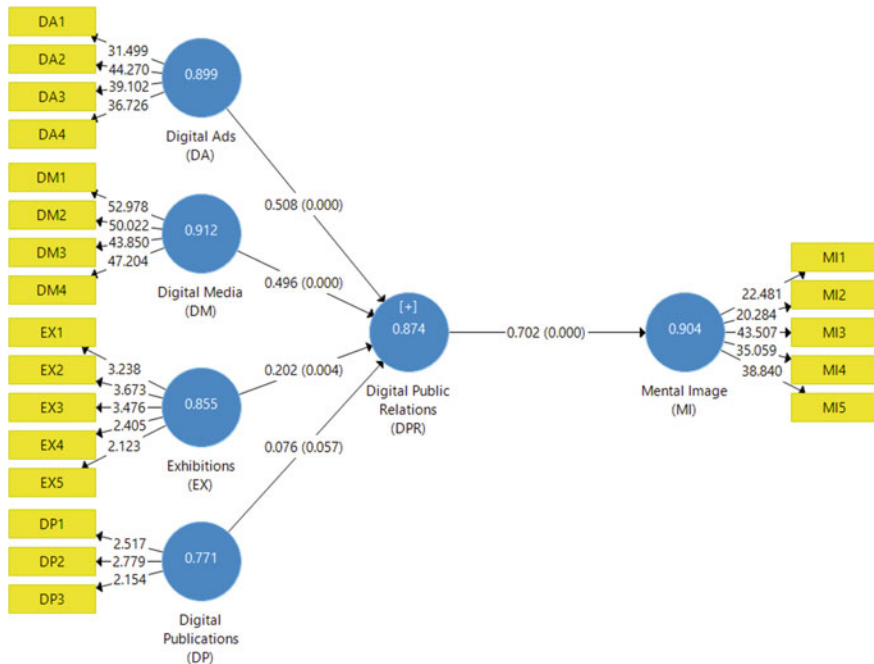 DA1
DA2
DA3
DA4
31.499
44.270
39.102
36.726
0.899
Digital Ads
(DA)
DM1
DM2
DM3
DM4
52.978
50.022
43.850
47.204
0.912
Digital Media
(DM)
EX1
EX2
EX3
EX4
EX5
3.238
3.673
3.476
2.405
2.123
0.855
Exhibitions
(EX)
DP1
DP2
DP3
2.517
2.779
2.154
0.771
Digital
Publications
(DP)
0.508 (0.000)
0.496 (0.000)
0.202 (0.004)
0.076 (0.057)
[+]
0.874
Digital Public
Relations
(DPR)
0.702 (0.000)
0.904
Mental Image
(MI)
22.481
20.284
43.507
35.059
38.840
MI1
MI2
MI3
MI4
MI5